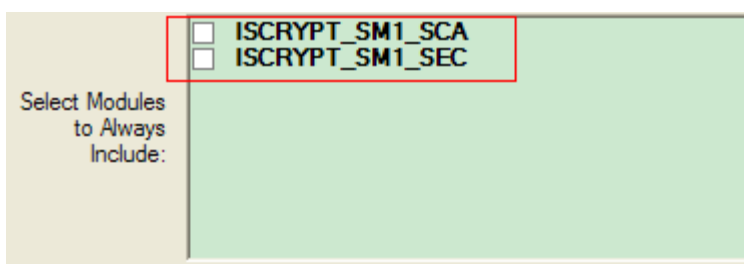 ISCRYPT_SM1_SCA
ISCRYPT_SM1_SEC
Select Modules
to Always
Include: